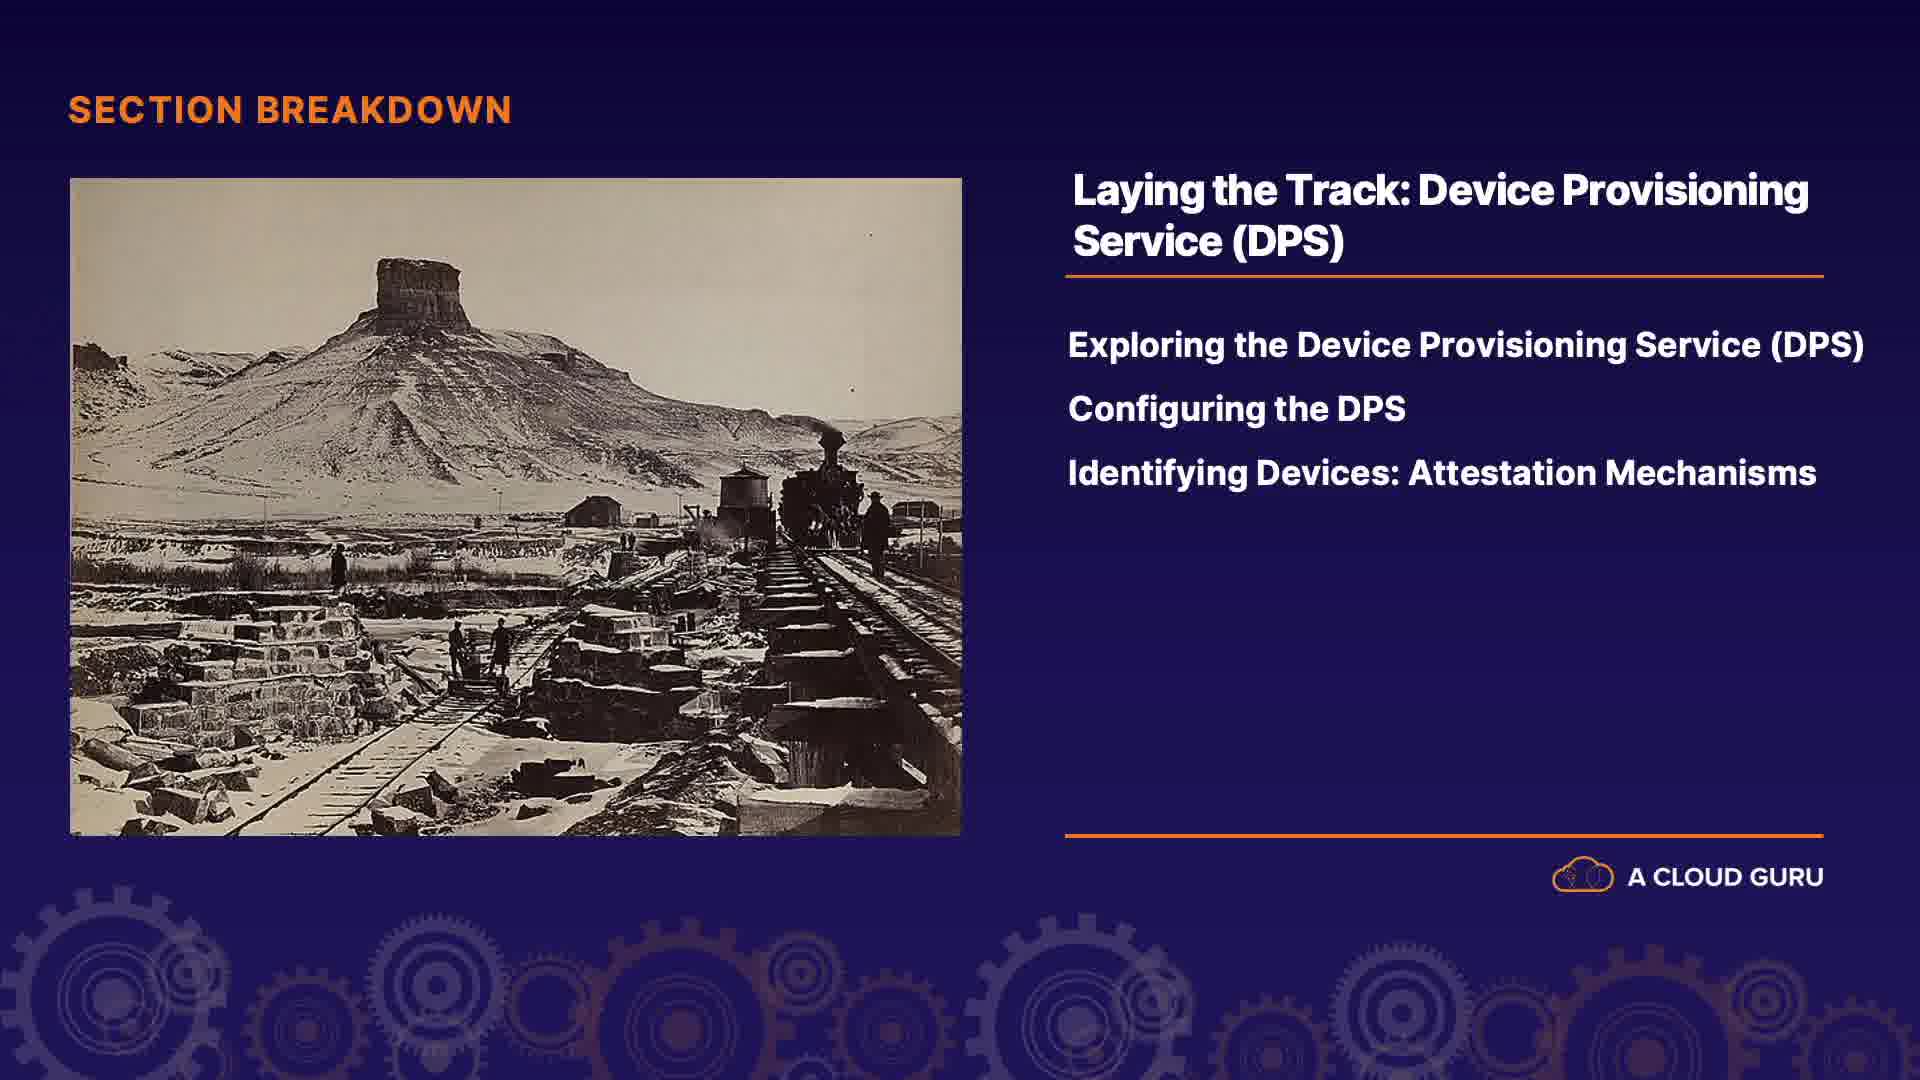 SECTION BREAKDOWN
Laying the Track: Device Provisioning
Service (DPS)
Exploring the Device Provisioning Service (DPS)
Configuring the DPS
Identifying Devices: Attestation Mechanisms
A CLOUD GURU